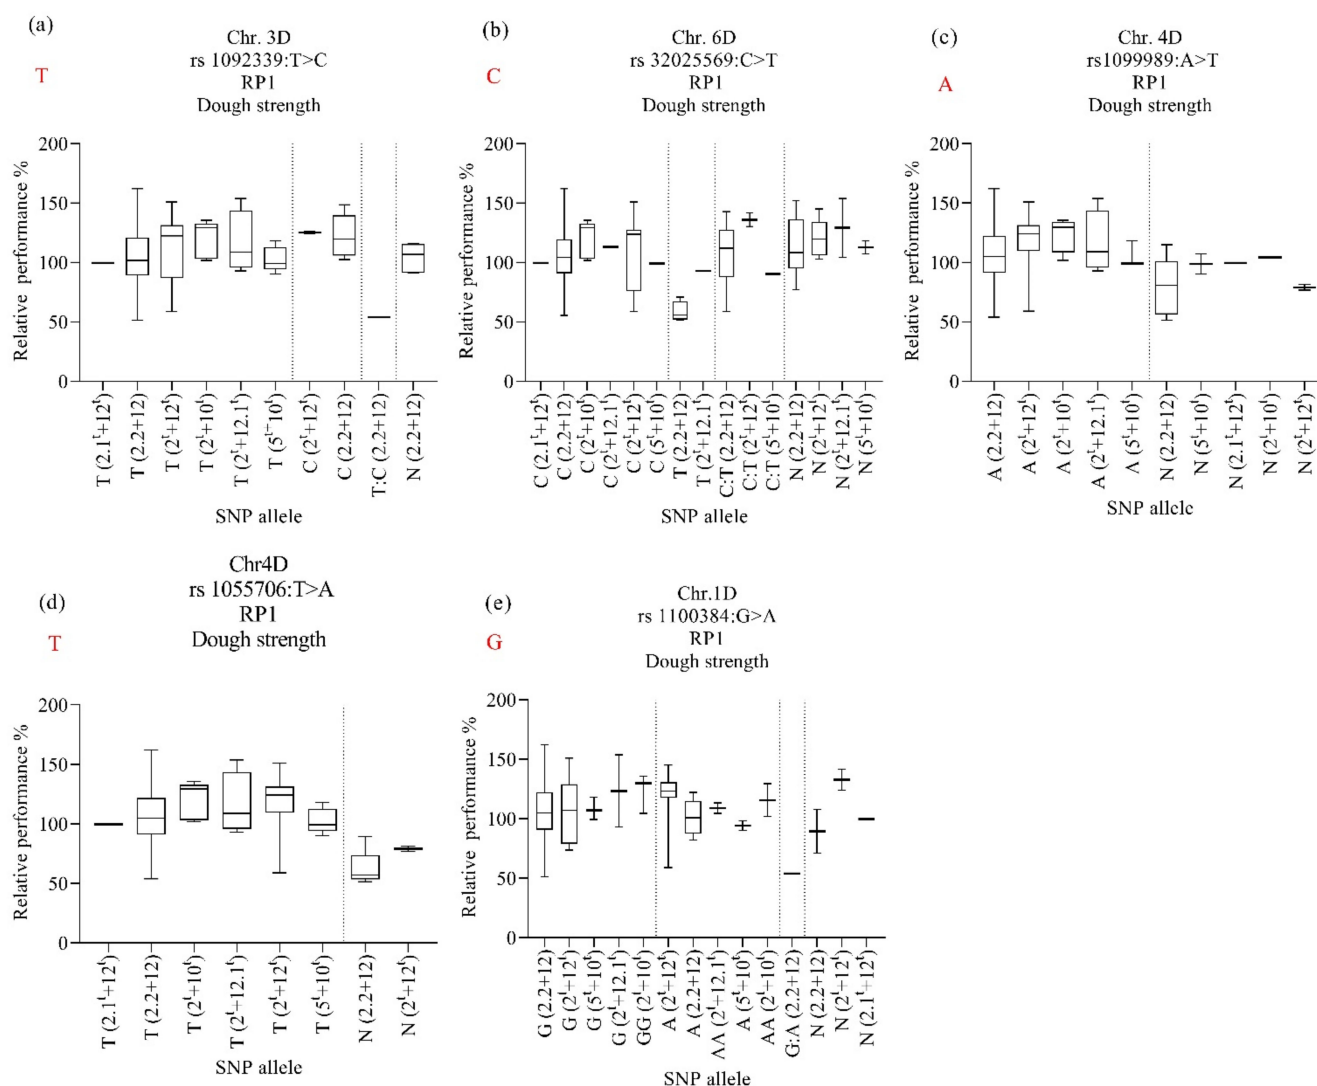 (a)
Chr. 3D
rs 1092339:T>C
T
RP1
Dough strength
Relative performance %
200
150
100
50
0
T (2.1ᵗ+12ᵗ)
T (2.2+12)
T (2ᵗ+12ᵗ)
T (2ᵗ+10ᵗ)
T (2ᵗ+12.1ᵗ)
T (5ᵗ+10ᵗ)
C (2ᵗ+12ᵗ)
C (2.2+12)
T:C (2.2+12)
N (2.2+12)
SNP allele
(b)
Chr. 6D
rs 32025569:C>T
C
RP1
Dough strength
Relative performance %
200
150
100
50
0
C (2.1ᵗ+12ᵗ)
C (2.2+12)
C (2ᵗ+10ᵗ)
C (2ᵗ+12.1ᵗ)
C (2ᵗ+12ᵗ)
C (5ᵗ+10ᵗ)
T (2.2+12)
T (2ᵗ+12.1ᵗ)
C:T (2.2+12)
C:T (2ᵗ+12ᵗ)
C:T (5ᵗ+10ᵗ)
N (2.2+12)
N (2ᵗ+12ᵗ)
N (2ᵗ+12.1ᵗ)
N (5ᵗ+10ᵗ)
SNP allele
(c)
Chr. 4D
rs1099989:A>T
A
RP1
Dough strength
Relative performance %
200
150
100
50
0
A (2.2+12)
A (2ᵗ+12ᵗ)
A (2ᵗ+10ᵗ)
A (2ᵗ+12.1ᵗ)
A (5ᵗ+10ᵗ)
N (2.2+12)
N (5ᵗ+10ᵗ)
N (2.1ᵗ+12ᵗ)
N (2ᵗ+10ᵗ)
N (2ᵗ+12ᵗ)
SNP allele
(d)
Chr4D
rs 1055706:T>A
RP1
T
Dough strength
Relative performance %
200
150
100
50
0
T (2.1ᵗ+12ᵗ)
T (2.2+12)
T (2ᵗ+10ᵗ)
T (2ᵗ+12.1ᵗ)
T (2ᵗ+12ᵗ)
T (5ᵗ+10ᵗ)
N (2.2+12)
N (2ᵗ+12ᵗ)
SNP allele
(e)
Chr.1D
rs 1100384:G>A
RP1
G
Dough strength
Relative performance %
200
150
100
50
0
G (2.2+12)
G (2ᵗ+12ᵗ)
G (5ᵗ+10ᵗ)
G (2ᵗ+12.1ᵗ)
GG (2ᵗ+10ᵗ)
A (2ᵗ+12ᵗ)
A (2.2+12)
AA (2ᵗ+12.1ᵗ)
A (5ᵗ+10ᵗ)
AA (2ᵗ+10ᵗ)
G:A (2.2+12)
N (2.2+12)
N (2ᵗ+12ᵗ)
N (2.1ᵗ+12ᵗ)
SNP allele